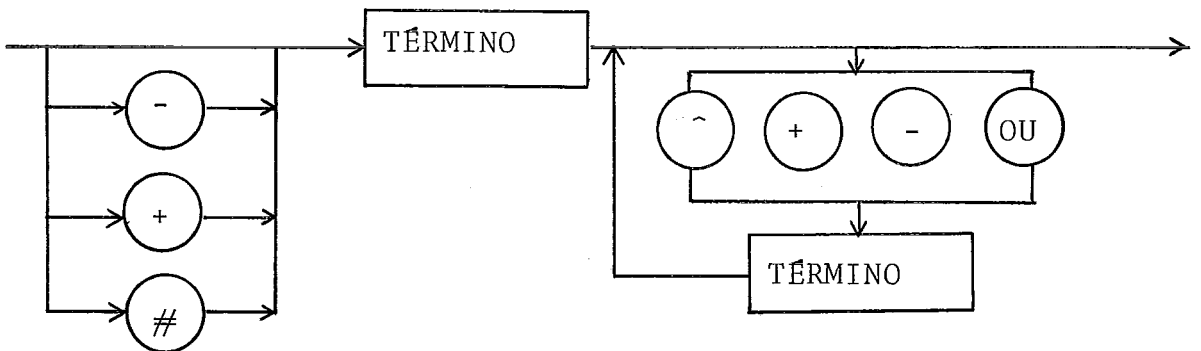 TÉRMINO
-
ˆ + - OU
+
TÉRMINO
#